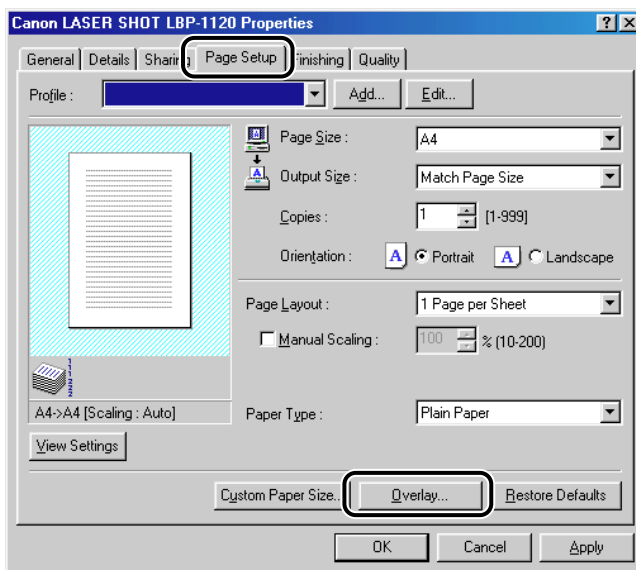 Canon LASER SHOT LBP-1120 Properties
General Details Sharing Page Setup Finishing Quality
Profile : Add... Edit...
Page Size : A4
Output Size : Match Page Size
Copies : 1 [1-999]
Orientation : A Portrait A Landscape
Page Layout : 1 Page per Sheet
Manual Scaling : 100 % (10-200)
A4->A4 [Scaling : Auto] Paper Type : Plain Paper
View Settings
Custom Paper Size... Overlay... Restore Defaults
OK Cancel Apply